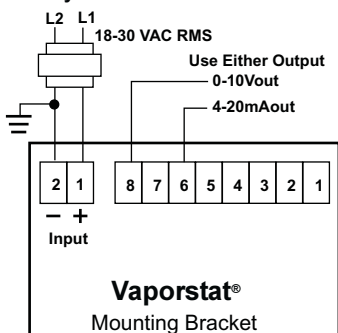 L2 L1
18-30 VAC RMS
Use Either Output
0-10Vout
4-20mAout
2 1
8 7 6 5 4 3 2 1
− +
Input
Vaporstat®
Mounting Bracket